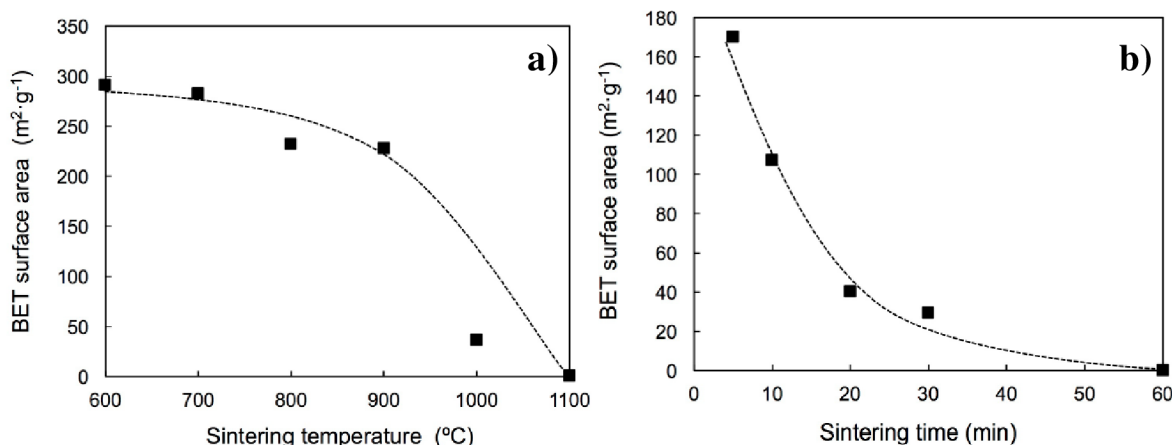 a)
BET surface area (m²·g⁻¹)
350
300
250
200
150
100
50
0
600 700 800 900 1000 1100
Sintering temperature (ºC)
b)
BET surface area (m²·g⁻¹)
180
160
140
120
100
80
60
40
20
0
0 10 20 30 40 50 60
Sintering time (min)